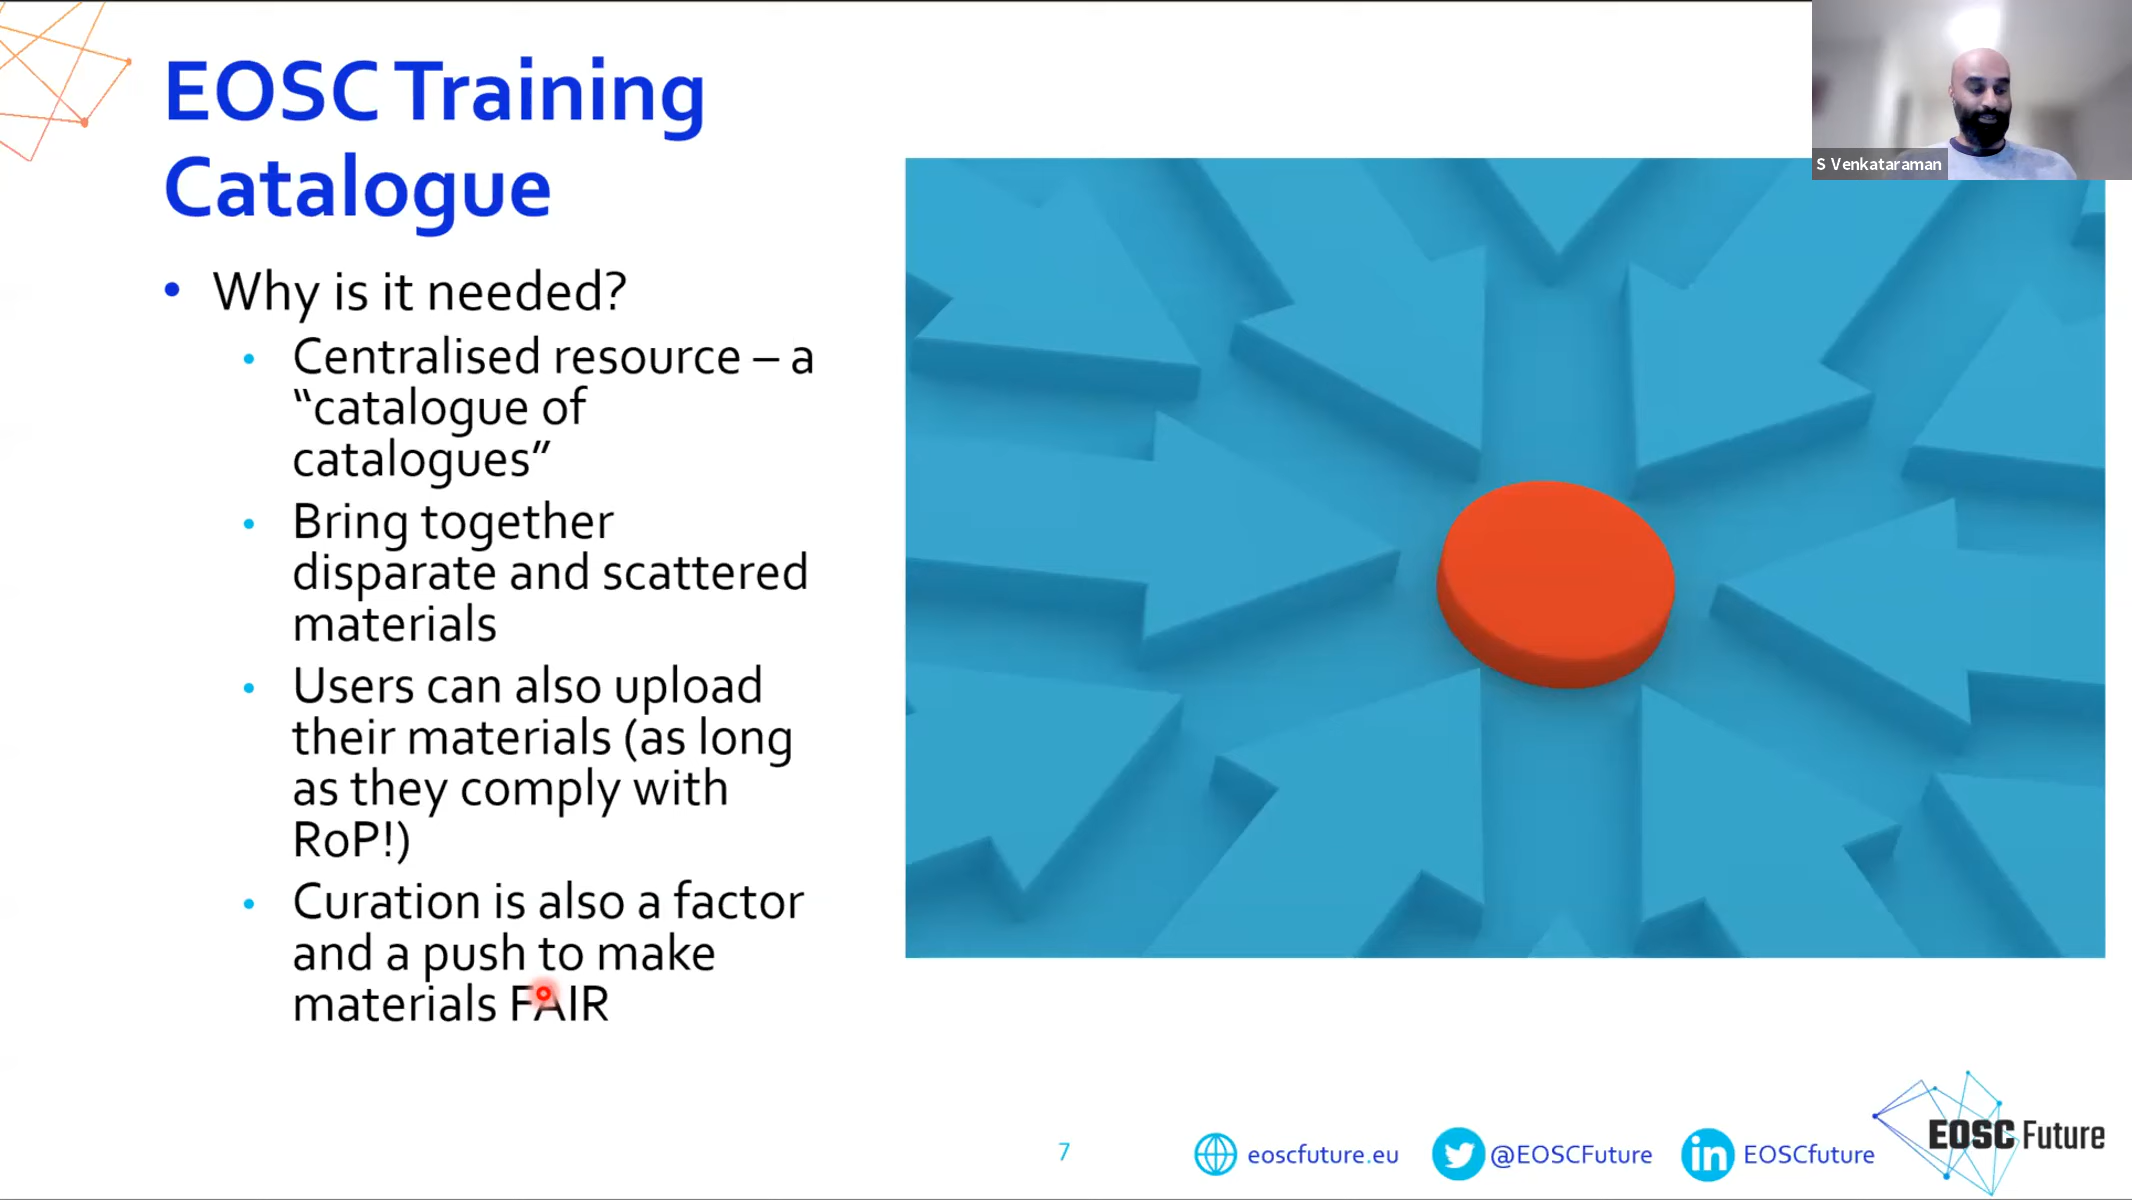 EOSC Training
Catalogue
S Venkataraman
• Why is it needed?
• Centralised resource – a
“catalogue of
catalogues”
• Bring together
disparate and scattered
materials
• Users can also upload
their materials (as long
as they comply with
RoP!)
• Curation is also a factor
and a push to make
materials FAIR
7
eoscfuture.eu
@EOSCFuture
in EOSCfuture
EOSC Future